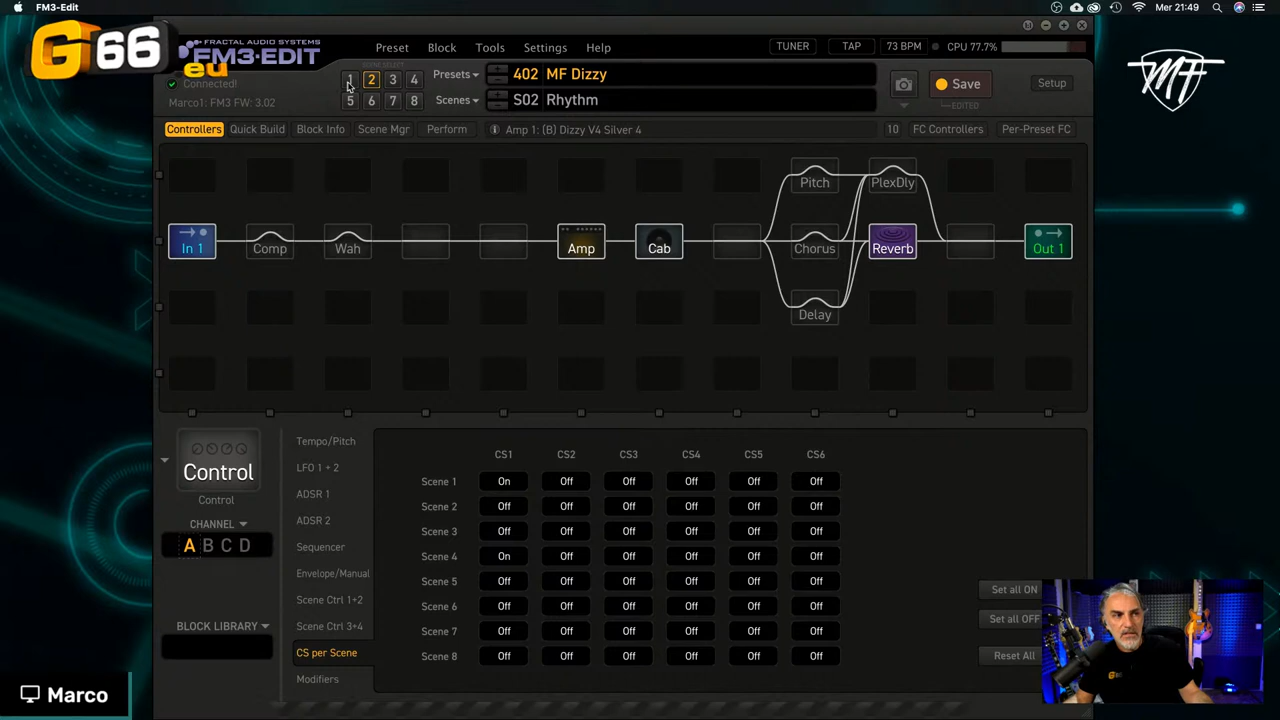 FM3-Edit
Mer 21:49
G66
eu
FRACTAL AUDIO SYSTEMS
FM3-EDIT
Connected!
Marco1: FM3 FW: 3.02
SCENE SELECT
1 2 3 4
5 6 7 8
Preset Block Tools Settings Help
TUNER TAP 73 BPM CPU 77.7%
Presets 402 MF Dizzy
Scenes S02 Rhythm
Save
EDITED
Setup
MF
Controllers Quick Build Block Info Scene Mgr Perform Amp 1: (B) Dizzy V4 Silver 4 10 FC Controllers Per-Preset FC
Pitch PlexDly
In 1 Comp Wah Amp Cab Chorus Reverb Out 1
Delay
Control
Control
CHANNEL
A B C D
BLOCK LIBRARY
Tempo/Pitch
LFO 1 + 2
ADSR 1
ADSR 2
Sequencer
Envelope/Manual
Scene Ctrl 1+2
Scene Ctrl 3+4
CS per Scene
Modifiers
CS1 CS2 CS3 CS4 CS5 CS6
Scene 1 On Off Off Off Off Off
Scene 2 Off Off Off Off Off Off
Scene 3 Off Off Off Off Off Off
Scene 4 On Off Off Off Off Off
Scene 5 Off Off Off Off Off Off
Scene 6 Off Off Off Off Off Off
Scene 7 Off Off Off Off Off Off
Scene 8 Off Off Off Off Off Off
Set all ON
Set all OFF
Reset All
Marco